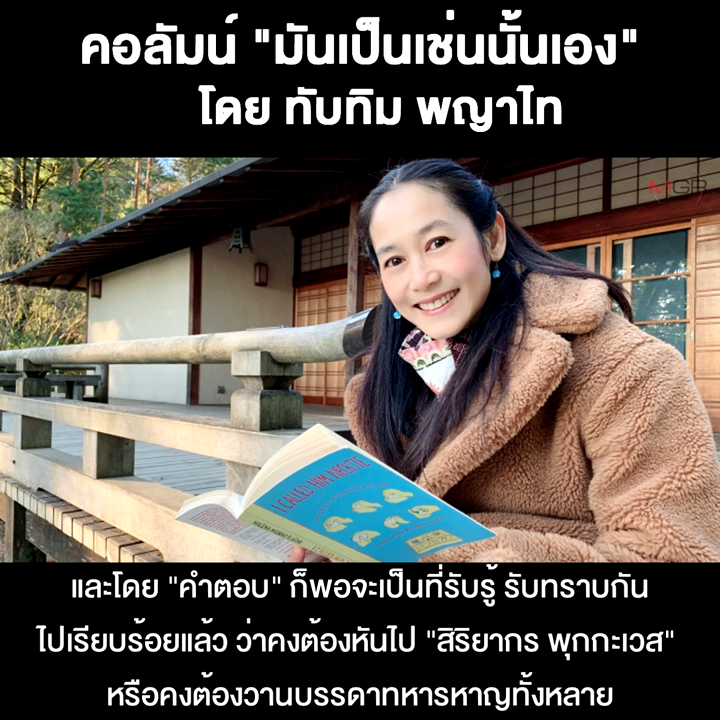 คอลัมน์ "มันเป็นเช่นนั้นเอง"
โดย ทับทิม พญาไท
MGR
I CALLED HIM NECKTIE
และโดย "คำตอบ" ก็พอจะเป็นที่รับรู้ รับทราบกัน
ไปเรียบร้อยแล้ว ว่าคงต้องหันไป "สิริยากร พุกกะเวส"
หรือคงต้องวานบรรดาทหารหาญทั้งหลาย